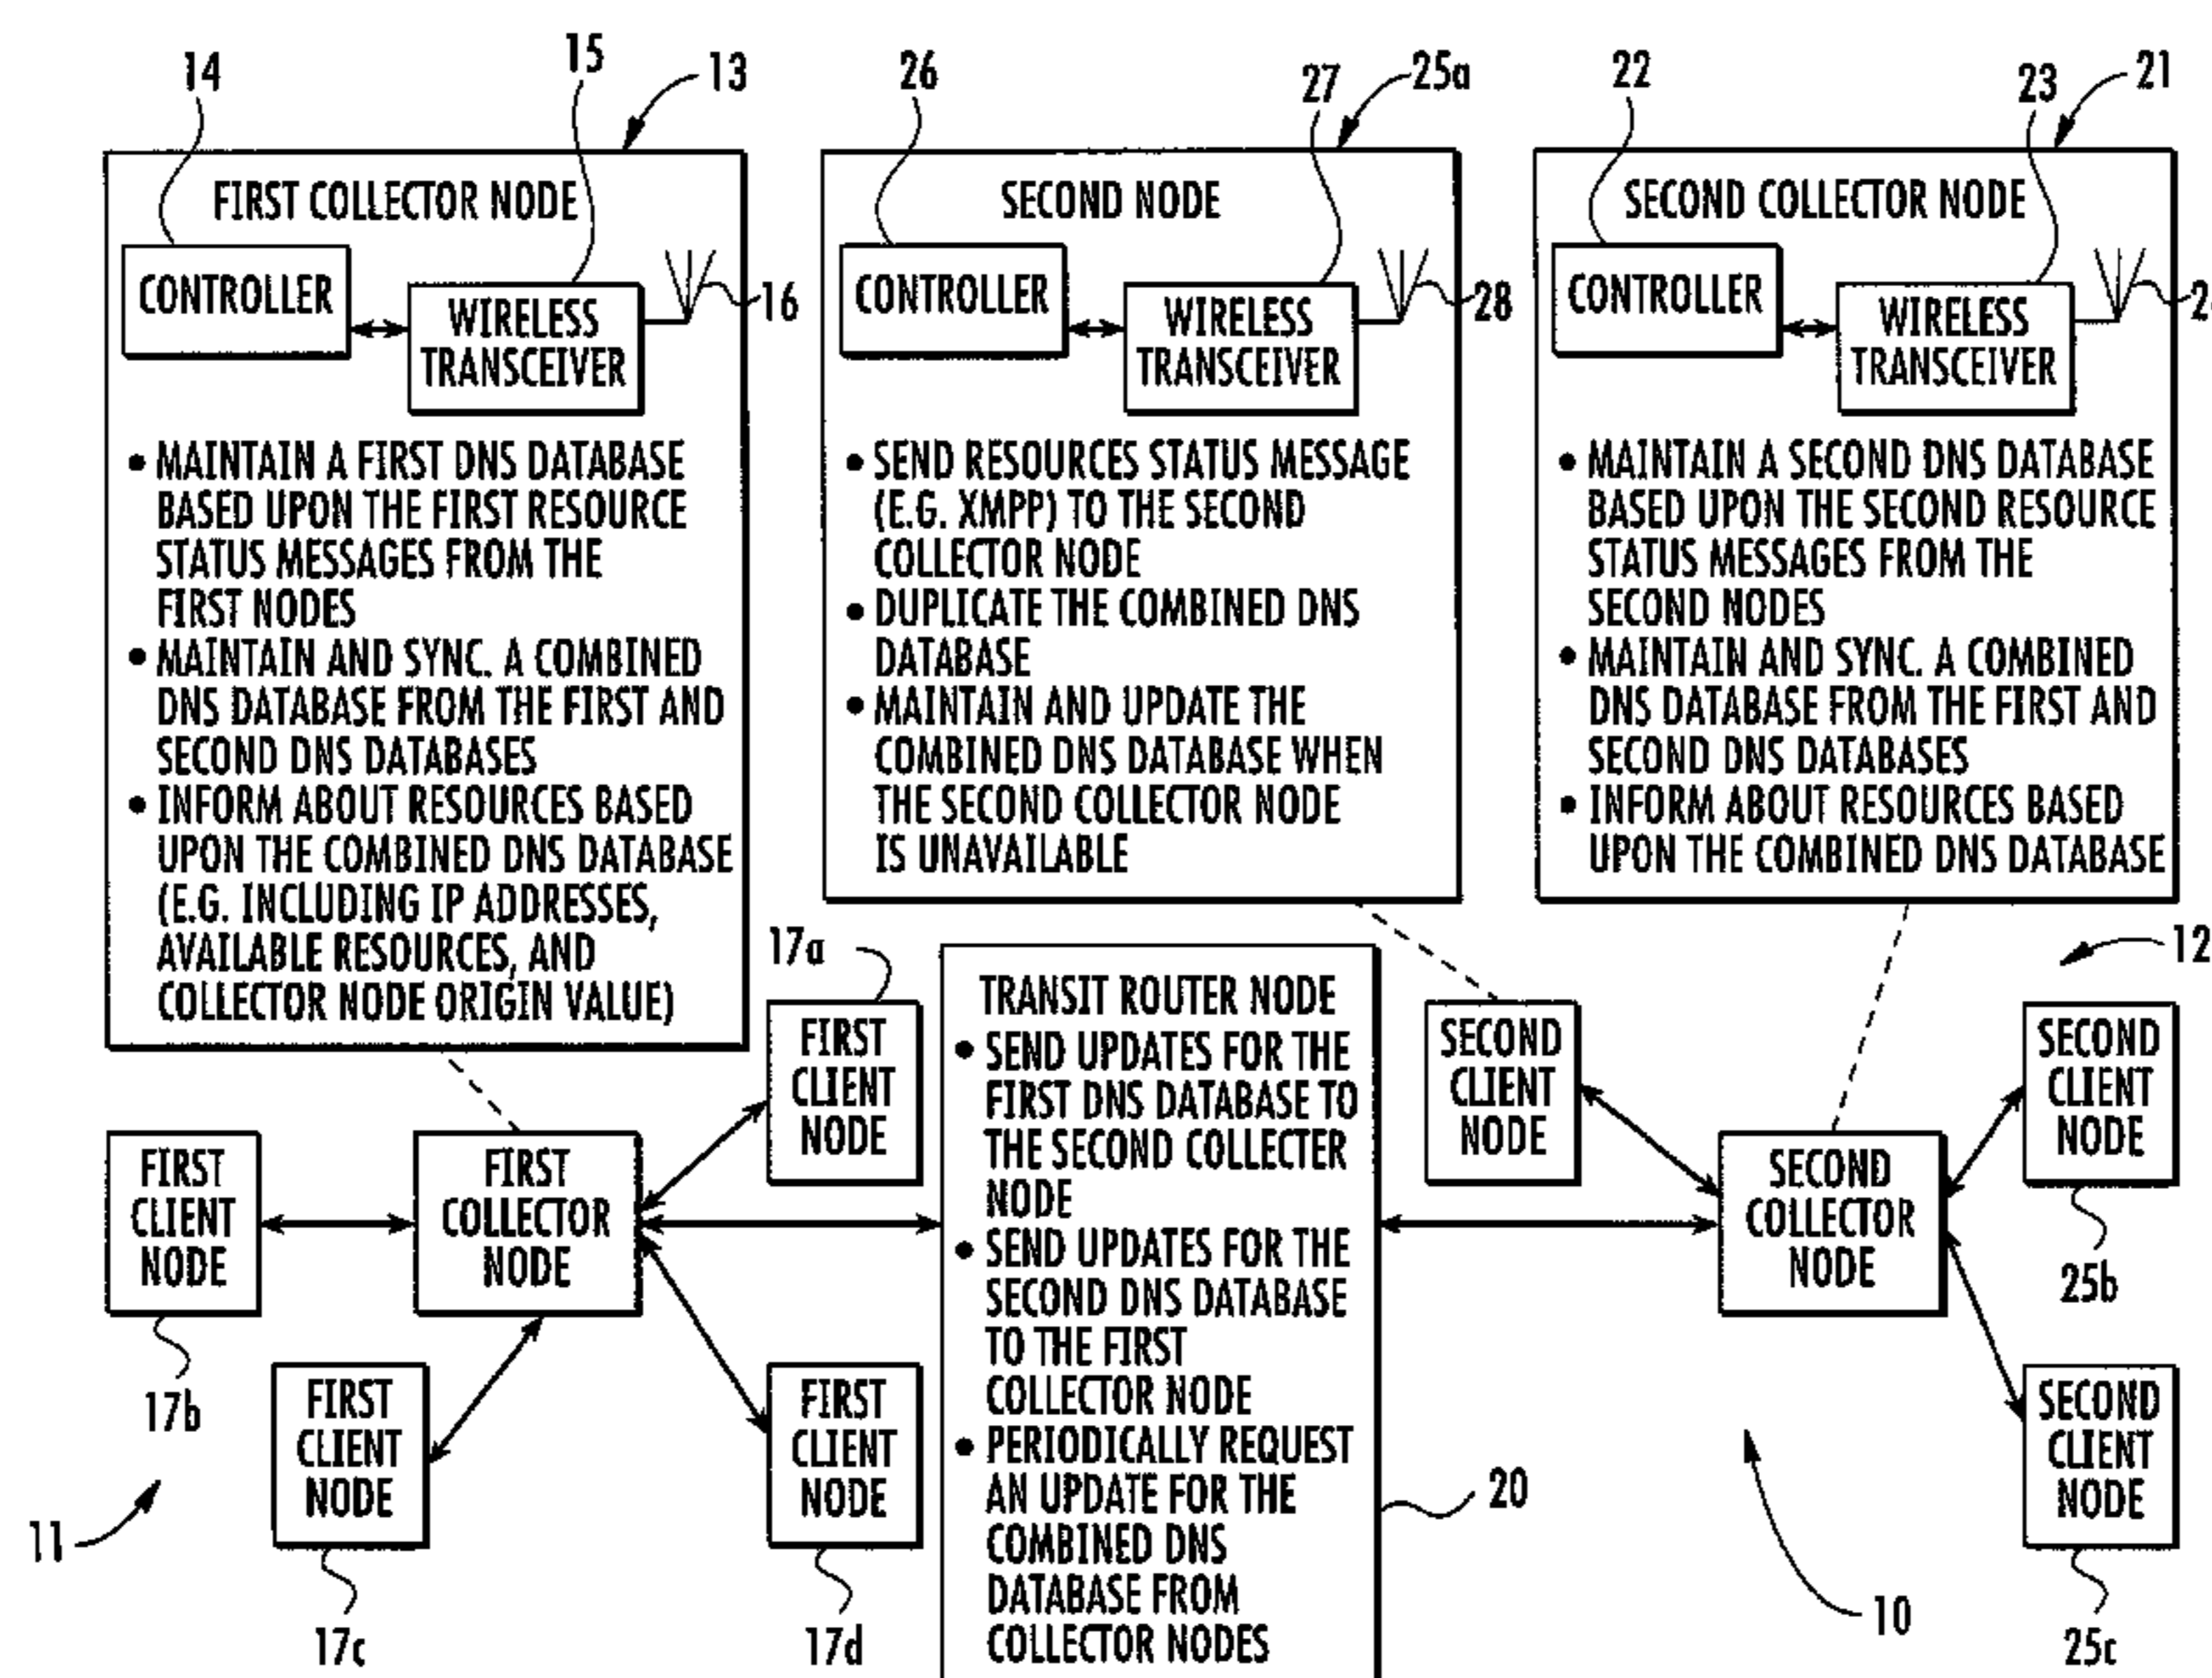 14
15
13
26
27
25a
22
23
21
FIRST COLLECTOR NODE
CONTROLLER
WIRELESS
TRANSCEIVER
16
• MAINTAIN A FIRST DNS DATABASE
BASED UPON THE FIRST RESOURCE
STATUS MESSAGES FROM THE
FIRST NODES
• MAINTAIN AND SYNC. A COMBINED
DNS DATABASE FROM THE FIRST AND
SECOND DNS DATABASES
• INFORM ABOUT RESOURCES BASED
UPON THE COMBINED DNS DATABASE
(E.G. INCLUDING IP ADDRESSES,
AVAILABLE RESOURCES, AND
COLLECTOR NODE ORIGIN VALUE)
SECOND NODE
CONTROLLER
WIRELESS
TRANSCEIVER
28
• SEND RESOURCES STATUS MESSAGE
(E.G. XMPP) TO THE SECOND
COLLECTOR NODE
• DUPLICATE THE COMBINED DNS
DATABASE
• MAINTAIN AND UPDATE THE
COMBINED DNS DATABASE WHEN
THE SECOND COLLECTOR NODE
IS UNAVAILABLE
SECOND COLLECTOR NODE
CONTROLLER
WIRELESS
TRANSCEIVER
• MAINTAIN A SECOND DNS DATABASE
BASED UPON THE SECOND RESOURCE
STATUS MESSAGES FROM THE
SECOND NODES
• MAINTAIN AND SYNC. A COMBINED
DNS DATABASE FROM THE FIRST AND
SECOND DNS DATABASES
• INFORM ABOUT RESOURCES BASED
UPON THE COMBINED DNS DATABASE
17a
FIRST
CLIENT
NODE
FIRST
CLIENT
NODE
17b
FIRST
COLLECTOR
NODE
FIRST
CLIENT
NODE
17c
FIRST
CLIENT
NODE
17d
11
TRANSIT ROUTER NODE
• SEND UPDATES FOR THE
FIRST DNS DATABASE TO
THE SECOND COLLECTER
NODE
• SEND UPDATES FOR THE
SECOND DNS DATABASE
TO THE FIRST
COLLECTOR NODE
• PERIODICALLY REQUEST
AN UPDATE FOR THE
COMBINED DNS
DATABASE FROM
COLLECTOR NODES
20
SECOND
CLIENT
NODE
SECOND
COLLECTOR
NODE
12
SECOND
CLIENT
NODE
25b
SECOND
CLIENT
NODE
25c
10